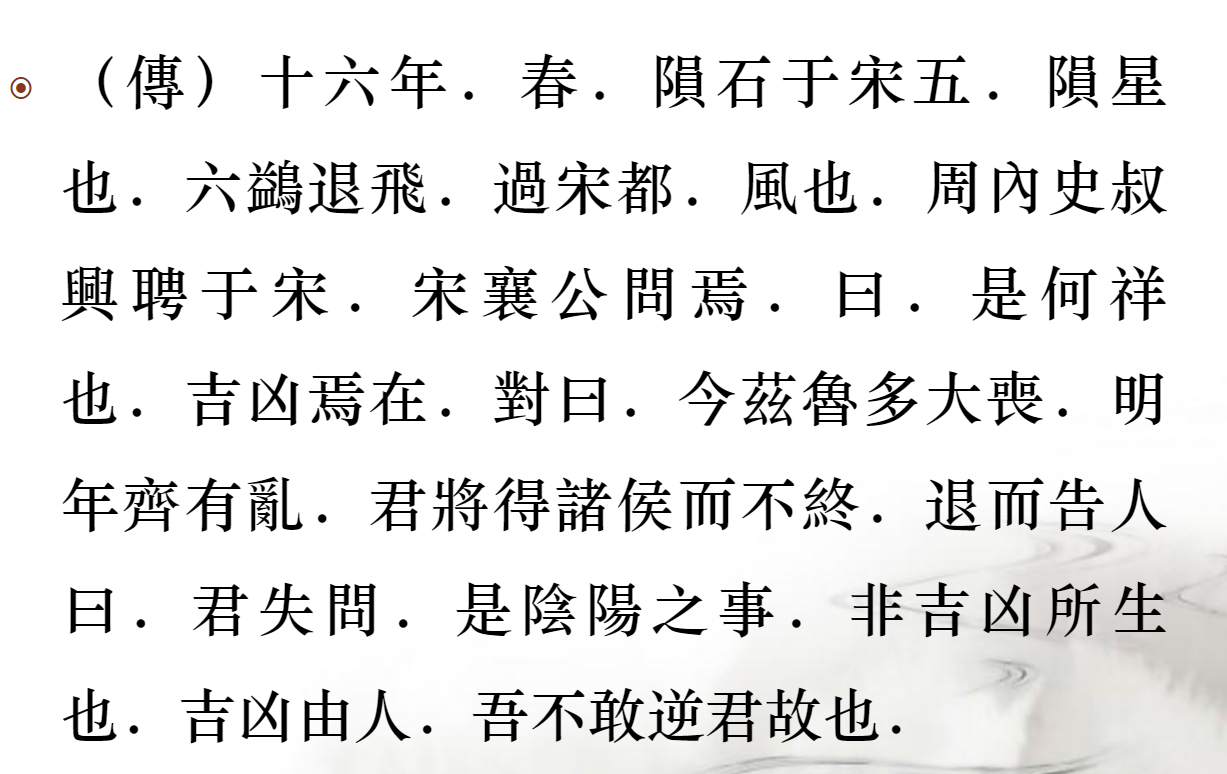 （傳）十六年．春．隕石于宋五．隕星
也．六鷁退飛．過宋都．風也．周內史叔
興聘于宋．宋襄公問焉．曰．是何祥
也．吉凶焉在．對曰．今茲魯多大喪．明
年齊有亂．君將得諸侯而不終．退而告人
曰．君失問．是陰陽之事．非吉凶所生
也．吉凶由人．吾不敢逆君故也．